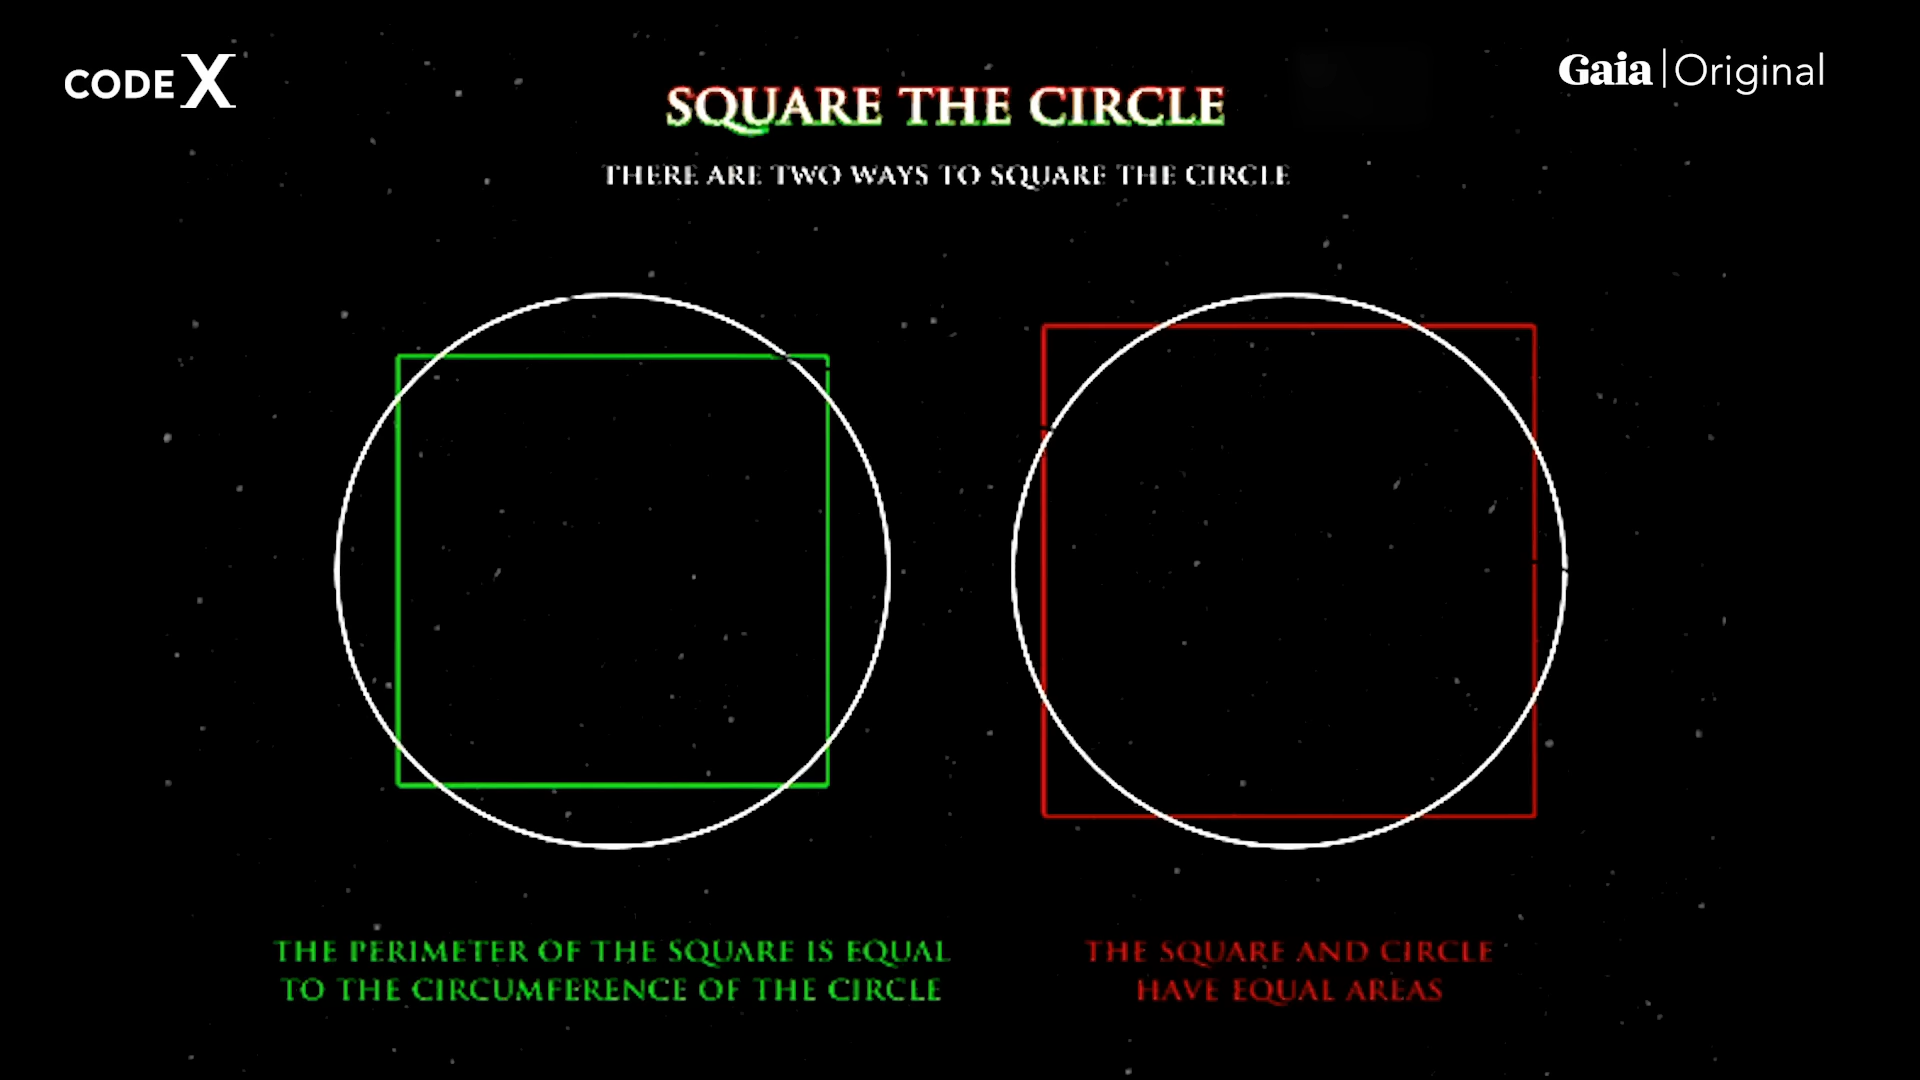 CODE X
Gaia | Original
SQUARE THE CIRCLE
THERE ARE TWO WAYS TO SQUARE THE CIRCLE
THE PERIMETER OF THE SQUARE IS EQUAL
TO THE CIRCUMFERENCE OF THE CIRCLE
THE SQUARE AND CIRCLE
HAVE EQUAL AREAS